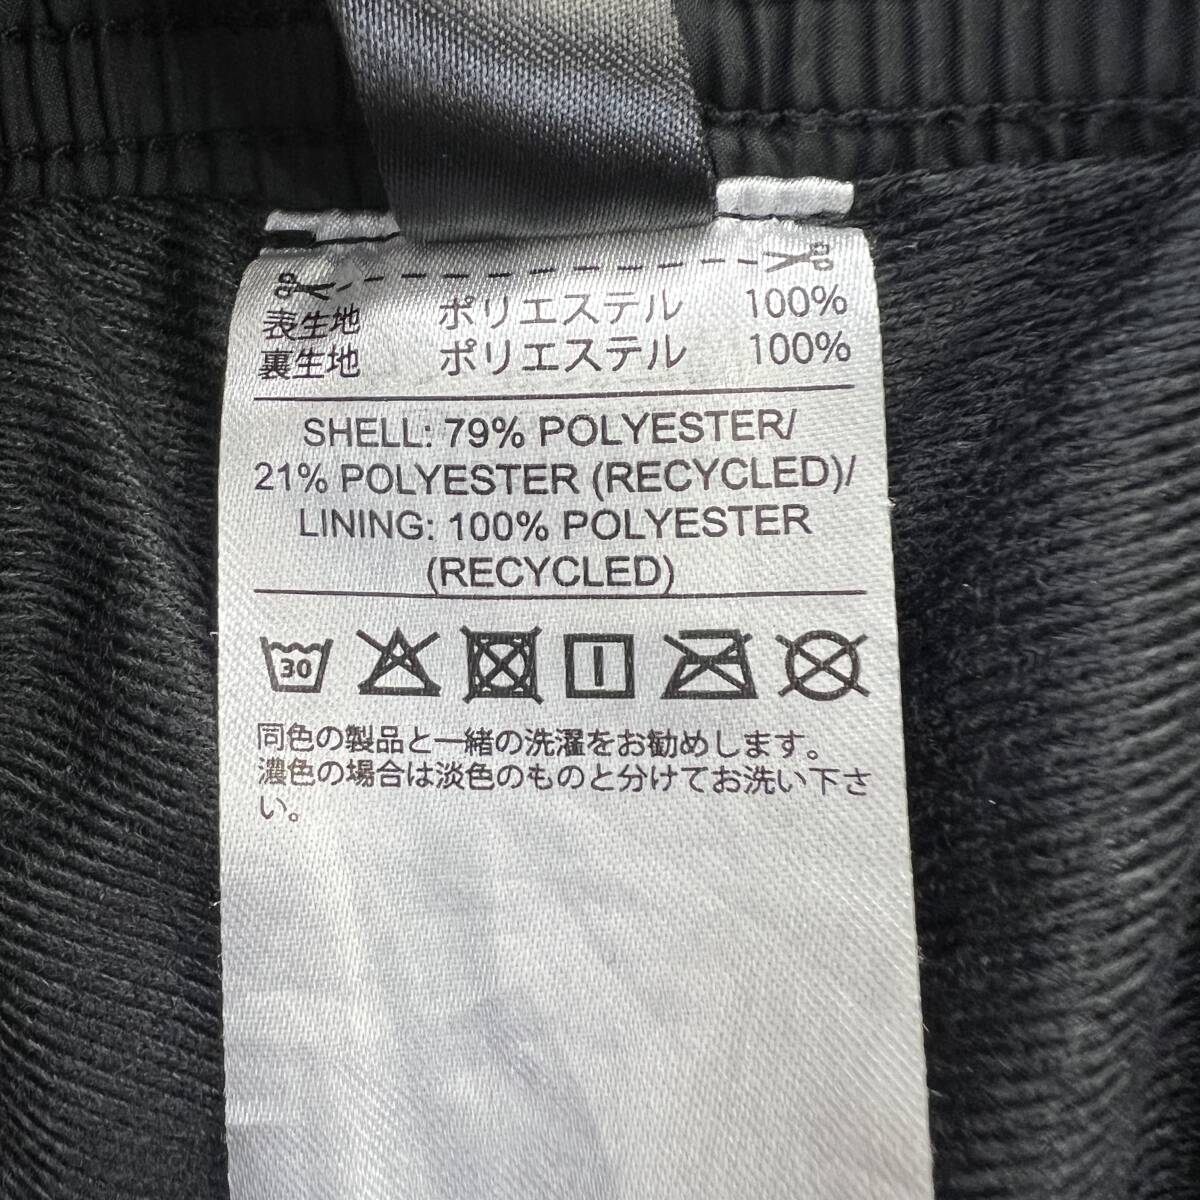 表生地 ポリエステル 100%
裏生地 ポリエステル 100%
SHELL: 79% POLYESTER/
21% POLYESTER (RECYCLED)/
LINING: 100% POLYESTER
(RECYCLED)
30
同色の製品と一緒の洗濯をお勧めします。
濃色の場合は淡色のものと分けてお洗い下さ
い。